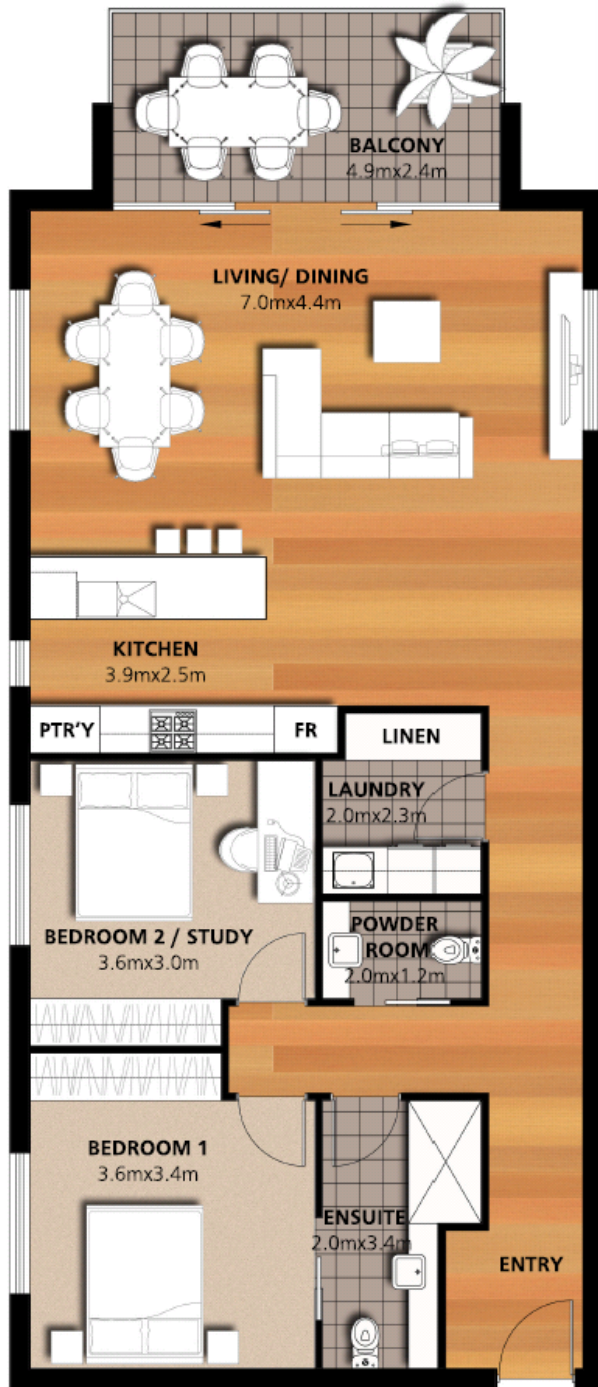 BALCONY
4.9mx2.4m
LIVING/ DINING
7.0mx4.4m
KITCHEN
3.9mx2.5m
PTR'Y
FR
LINEN
LAUNDRY
2.0mx2.3m
BEDROOM 2 / STUDY
3.6mx3.0m
POWDER
ROOM
2.0mx1.2m
BEDROOM 1
3.6mx3.4m
ENSUITE
2.0mx3.4m
ENTRY